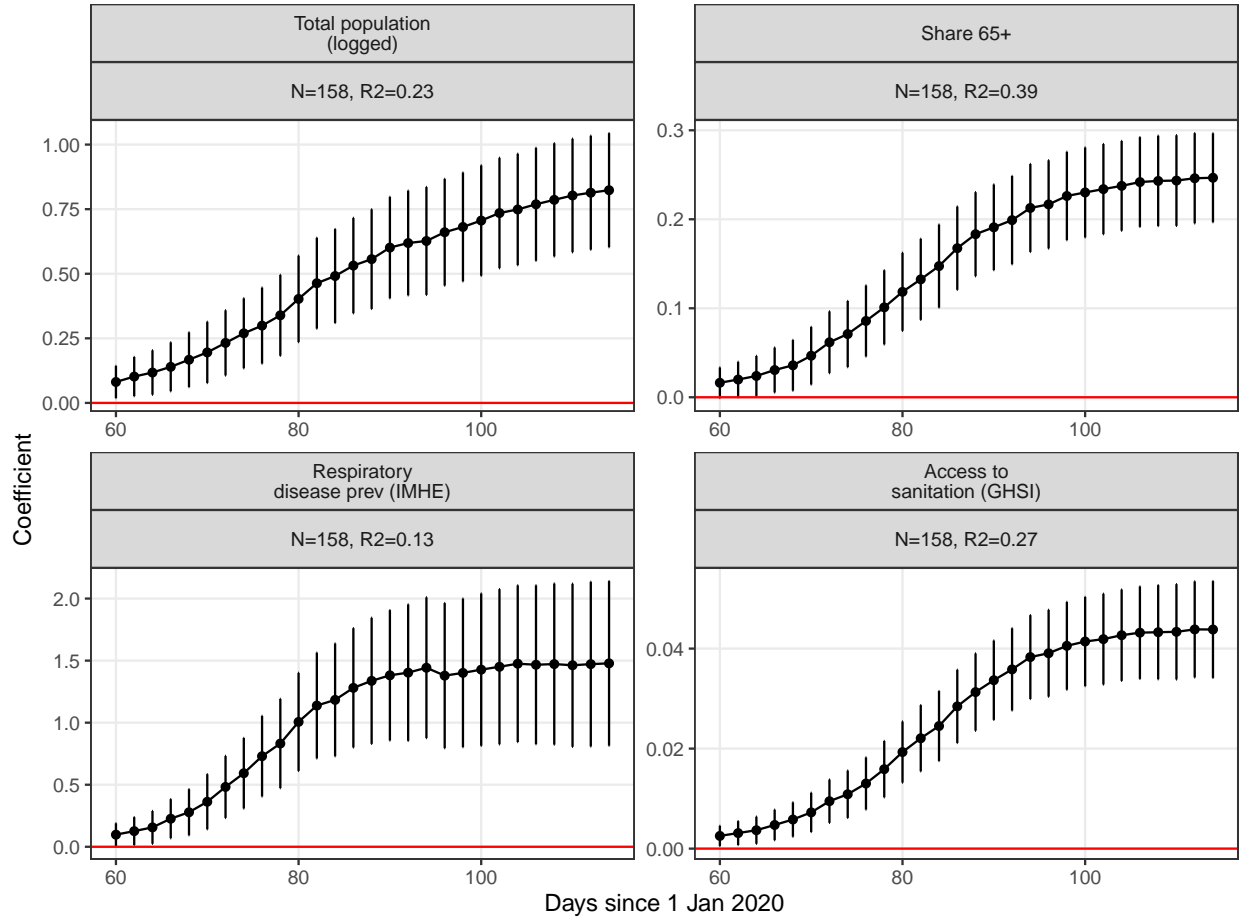 Total population
(logged)
N=158, R2=0.23
1.00
0.75
0.50
0.25
0.00
60
80
100
Share 65+
N=158, R2=0.39
0.3
0.2
0.1
0.0
60
80
100
Respiratory
disease prev (IMHE)
N=158, R2=0.13
2.0
1.5
1.0
0.5
0.0
60
80
100
Access to
sanitation (GHSI)
N=158, R2=0.27
0.04
0.02
0.00
60
80
100
Coefficient
Days since 1 Jan 2020